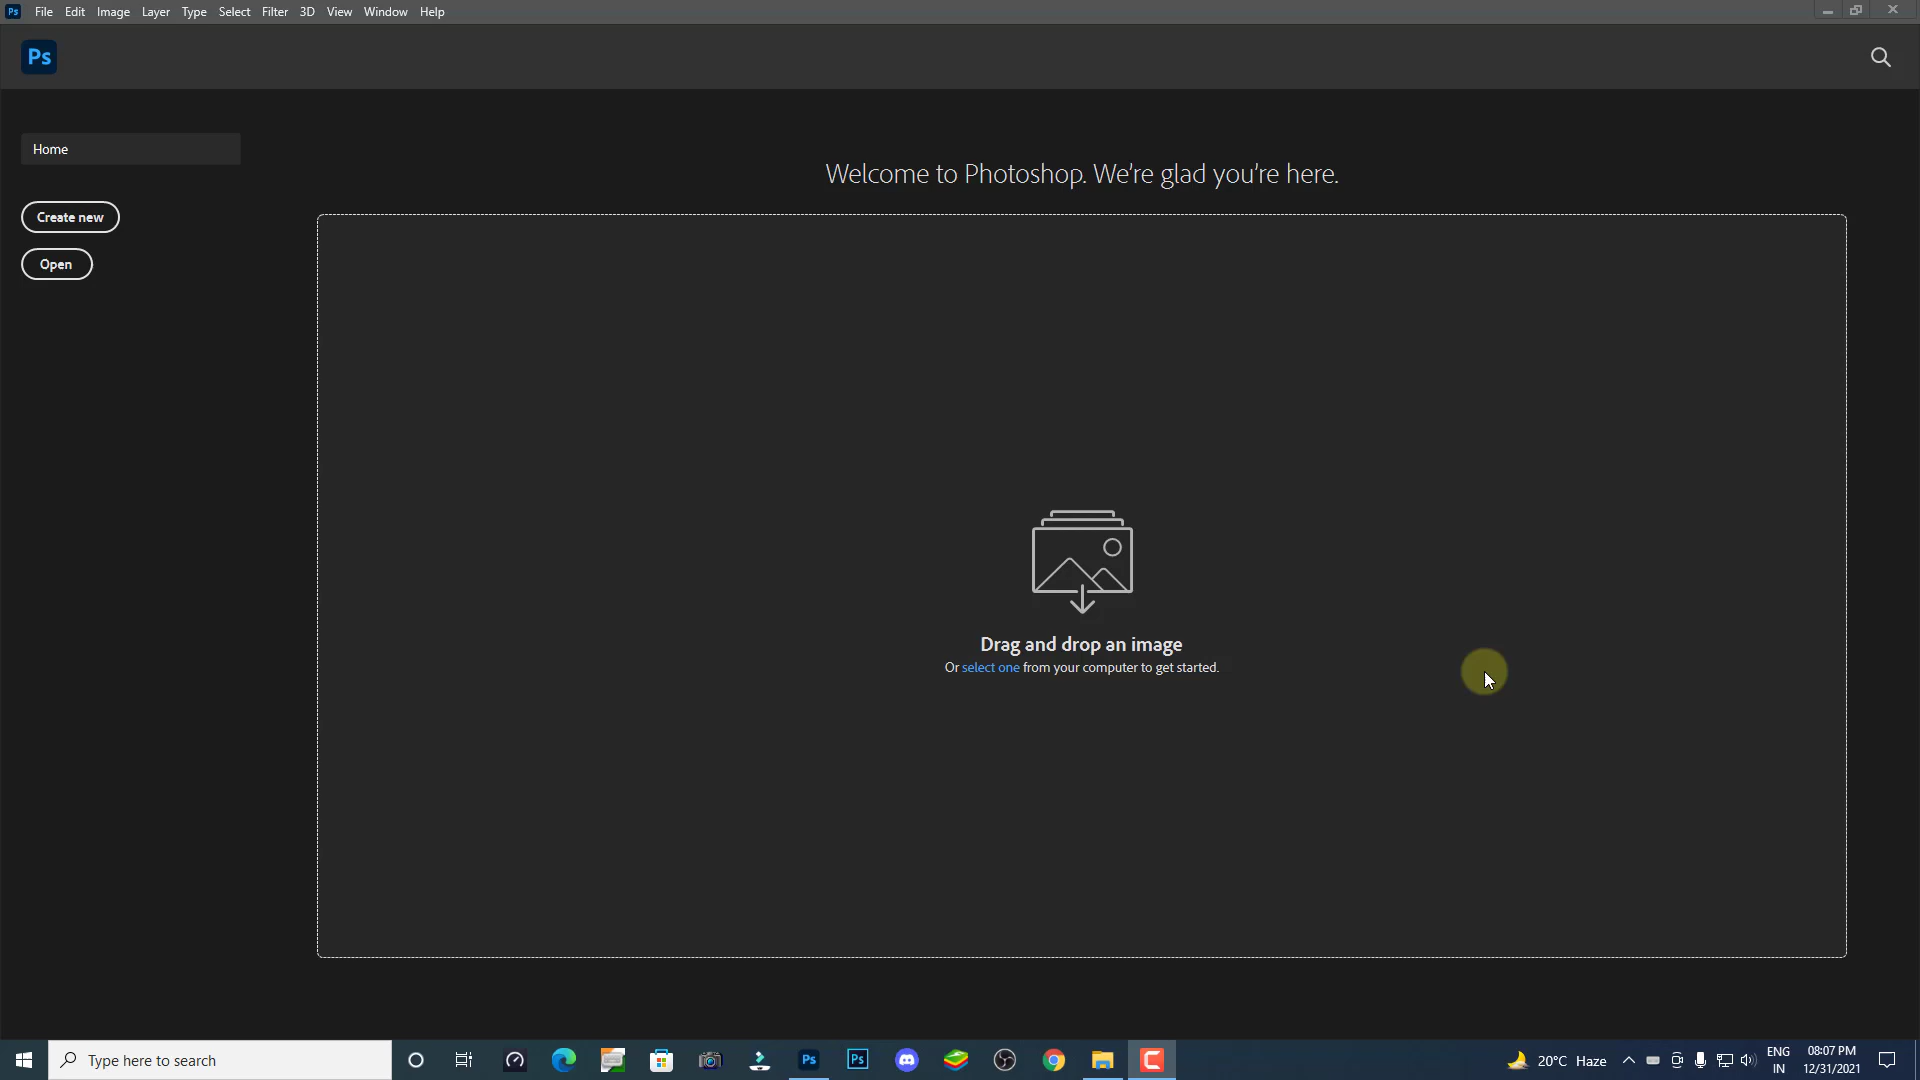 Ps File Edit Image Layer Type Select Filter 3D View Window Help
Ps
Home
Welcome to Photoshop. We're glad you're here.
Create new
Open
Drag and drop an image
Or select one from your computer to get started.
Type here to search
Ps
Ps
20°C Haze
ENG
IN
08:07 PM
12/31/2021